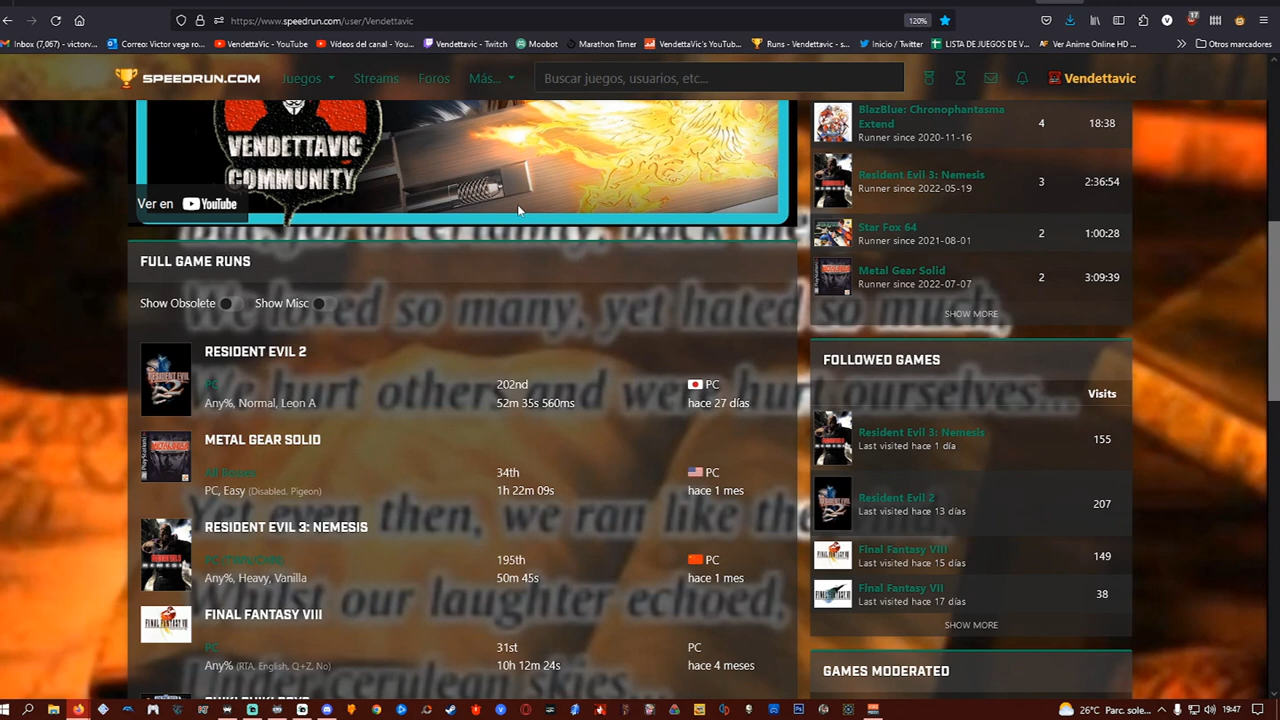 https://www.speedrun.com/user/Vendettavic
120%
17
Inbox (7,067) - victorv...
Correo: Victor vega ro...
VendettaVic - YouTube
Vídeos del canal - You...
Vendettavic - Twitch
Moobot
Marathon Timer
VendettaVic's YouTub...
Runs - Vendettavic - s...
Inicio / Twitter
LISTA DE JUEGOS DE V...
Ver Anime Online HD ...
Otros marcadores
SPEEDRUN.COM
Juegos
Streams
Foros
Más...
Buscar juegos, usuarios, etc...
Vendettavic
VENDETTAVIC
COMMUNITY
Ver en YouTube
FULL GAME RUNS
Show Obsolete
Show Misc
RESIDENT EVIL 2
PC 202nd PC
Any%, Normal, Leon A 52m 35s 560ms hace 27 días
METAL GEAR SOLID
All Bosses 34th PC
PC, Easy (Disabled, Pigeon) 1h 22m 09s hace 1 mes
RESIDENT EVIL 3: NEMESIS
195th PC
Any%, Heavy, Vanilla 50m 45s hace 1 mes
FINAL FANTASY VIII
PC 31st PC
Any% (RTA, English, Q+Z, No) 10h 12m 24s hace 4 meses
BlazBlue: Chronophantasma
Extend 4 18:38
Runner since 2020-11-16
Resident Evil 3: Nemesis 3 2:36:54
Runner since 2022-05-19
Star Fox 64 2 1:00:28
Runner since 2021-08-01
Metal Gear Solid 2 3:09:39
Runner since 2022-07-07
SHOW MORE
FOLLOWED GAMES
Visits
Resident Evil 3: Nemesis 155
Last visited hace 1 día
Resident Evil 2 207
Last visited hace 13 días
Final Fantasy VIII 149
Last visited hace 15 días
Final Fantasy VII 38
Last visited hace 17 días
SHOW MORE
GAMES MODERATED
so many, yet hated so much,
We hurt others and we hurt ourselves...
then, we ran like the
our laughter echoed,
cerulean skies...
26°C Parc. sole...
19:47